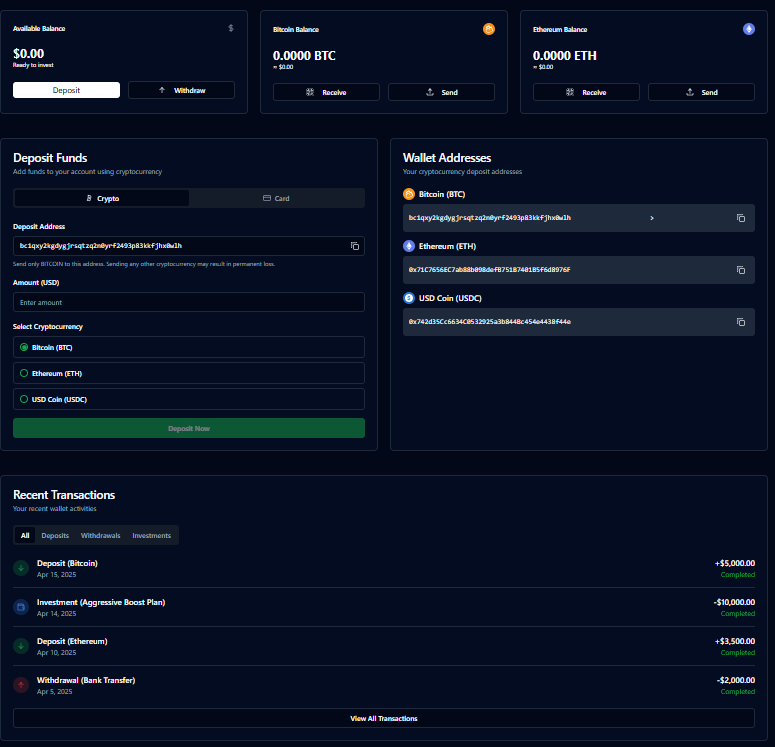 Available Balance
$
$0.00
Ready to invest
Deposit
Withdraw
Bitcoin Balance
0.0000 BTC
≈ $0.00
Receive
Send
Ethereum Balance
0.0000 ETH
≈ $0.00
Receive
Send
Deposit Funds
Add funds to your account using cryptocurrency
Crypto
Card
Deposit Address
bc1qxy2kgdygjrsqtzq2n0yrf2493p83kkfjhx0wlh
Send only BITCOIN to this address. Sending any other cryptocurrency may result in permanent loss.
Amount (USD)
Enter amount
Select Cryptocurrency
Bitcoin (BTC)
Ethereum (ETH)
USD Coin (USDC)
Deposit Now
Wallet Addresses
Your cryptocurrency deposit addresses
Bitcoin (BTC)
bc1qxy2kgdygjrsqtzq2n0yrf2493p83kkfjhx0wlh >
Ethereum (ETH)
0x71C7656EC7ab88b098defB751B7401B5f6d8976F
USD Coin (USDC)
0x742d35Cc6634C0532925a3b844Bc454e4438f44e
Recent Transactions
Your recent wallet activities
All
Deposits
Withdrawals
Investments
Deposit (Bitcoin)
Apr 15, 2025
+$5,000.00
Completed
Investment (Aggressive Boost Plan)
Apr 14, 2025
-$10,000.00
Completed
Deposit (Ethereum)
Apr 10, 2025
+$3,500.00
Completed
Withdrawal (Bank Transfer)
Apr 5, 2025
-$2,000.00
Completed
View All Transactions